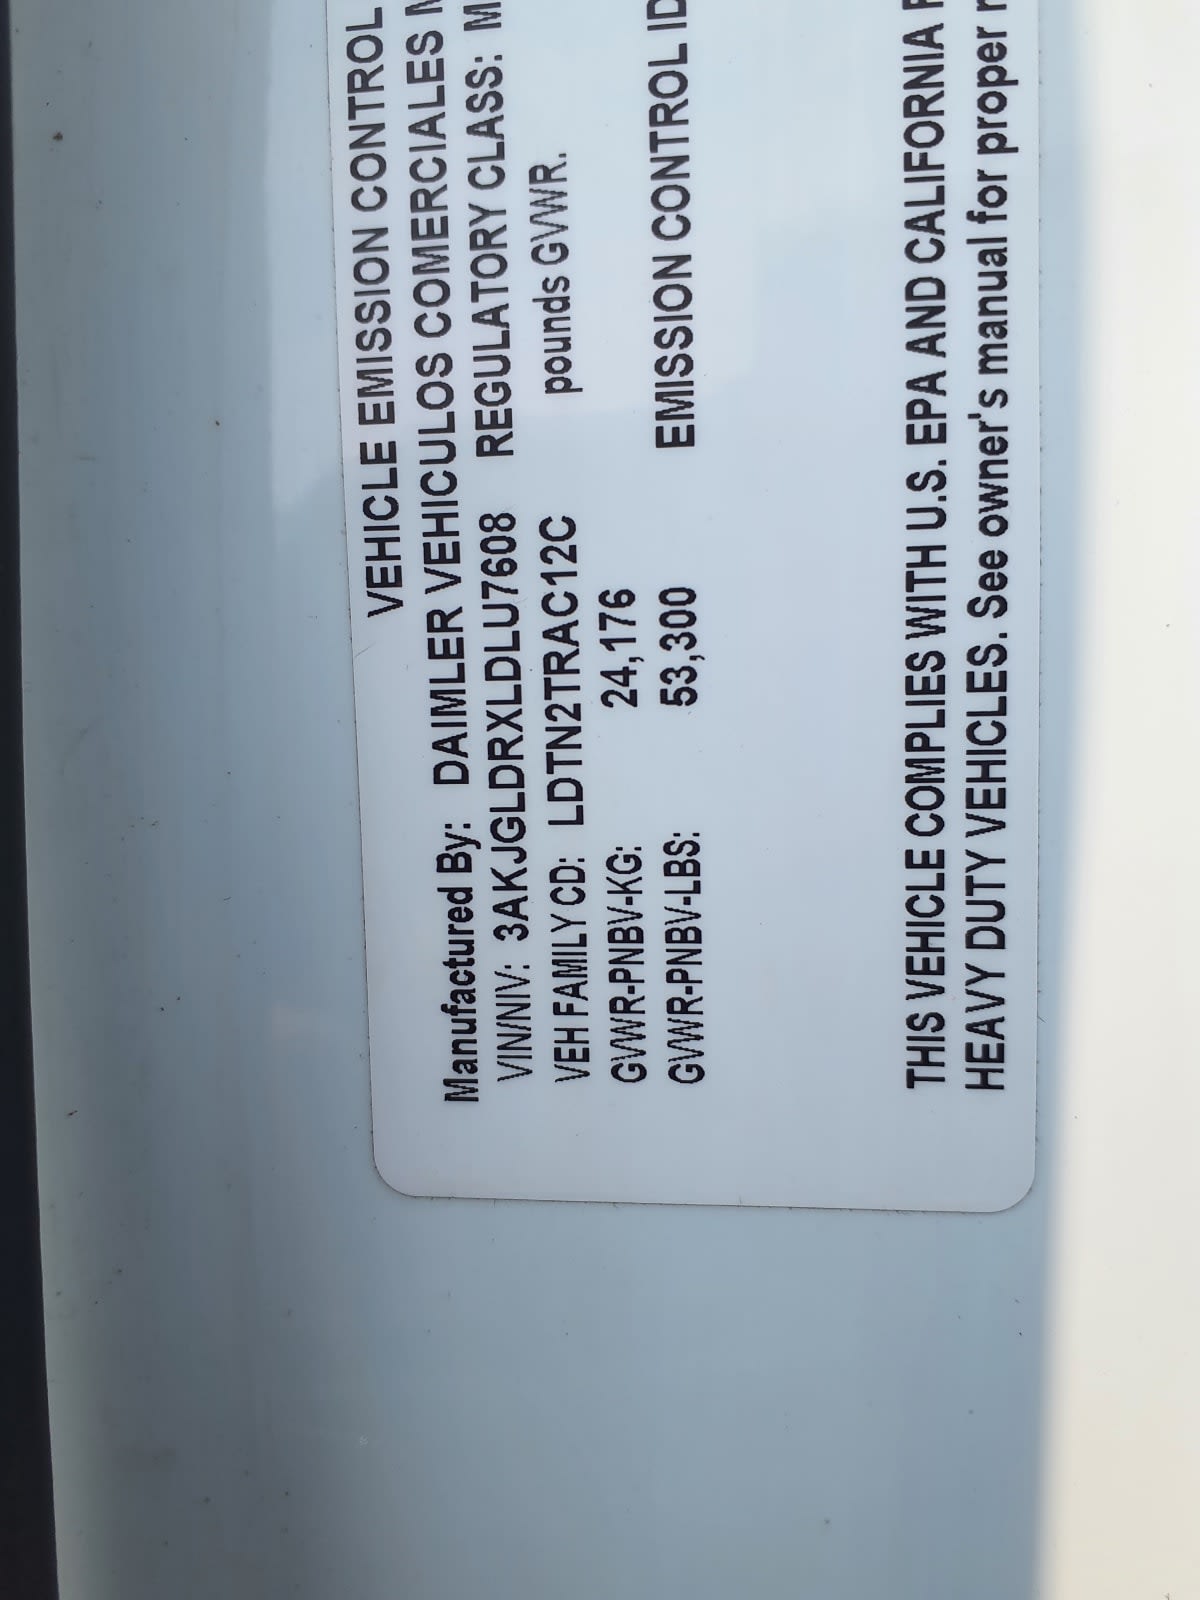 VEHICLE EMISSION CONTROL
Manufactured By: DAIMLER VEHICULOS COMERCIALES
VIN/NIV: 3AKJGLDRXLDLU7608 REGULATORY CLASS:
VEH FAMILY CD: LDTN2TRAC12C pounds GVWR.
GVWR-PNBV-KG: 24,176
GVWR-PNBV-LBS: 53,300 EMISSION CONTROL ID
THIS VEHICLE COMPLIES WITH U.S. EPA AND CALIFORNIA
HEAVY DUTY VEHICLES. See owner's manual for proper